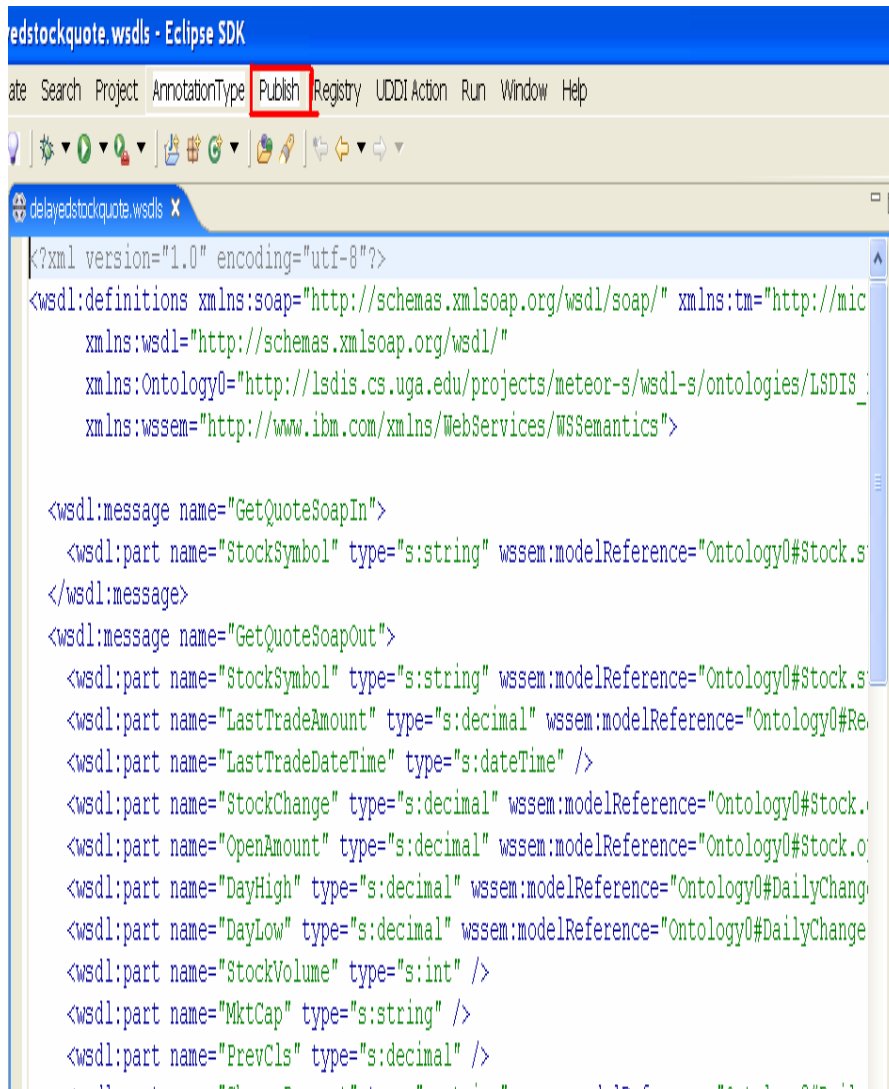 edstockquote.wsdls - Eclipse SDK
ate Search Project AnnotationType Publish Registry UDDI Action Run Window Help
delayedstockquote.wsdls
<?xml version="1.0" encoding="utf-8"?>
<wsdl:definitions xmlns:soap="http://schemas.xmlsoap.org/wsdl/soap/" xmlns:tm="http://mic
xmlns:wsdl="http://schemas.xmlsoap.org/wsdl/"
xmlns:Ontology0="http://lsdis.cs.uga.edu/projects/meteor-s/wsdl-s/ontologies/LSDIS_
xmlns:wssem="http://www.ibm.com/xmlns/WebServices/WSSemantics">
<wsdl:message name="GetQuoteSoapIn">
<wsdl:part name="StockSymbol" type="s:string" wssem:modelReference="Ontology0#Stock.s
</wsdl:message>
<wsdl:message name="GetQuoteSoapOut">
<wsdl:part name="StockSymbol" type="s:string" wssem:modelReference="Ontology0#Stock.s
<wsdl:part name="LastTradeAmount" type="s:decimal" wssem:modelReference="Ontology0#Re
<wsdl:part name="LastTradeDateTime" type="s:dateTime" />
<wsdl:part name="StockChange" type="s:decimal" wssem:modelReference="Ontology0#Stock.
<wsdl:part name="OpenAmount" type="s:decimal" wssem:modelReference="Ontology0#Stock.o
<wsdl:part name="DayHigh" type="s:decimal" wssem:modelReference="Ontology0#DailyChang
<wsdl:part name="DayLow" type="s:decimal" wssem:modelReference="Ontology0#DailyChange
<wsdl:part name="StockVolume" type="s:int" />
<wsdl:part name="MktCap" type="s:string" />
<wsdl:part name="PrevCls" type="s:decimal" />